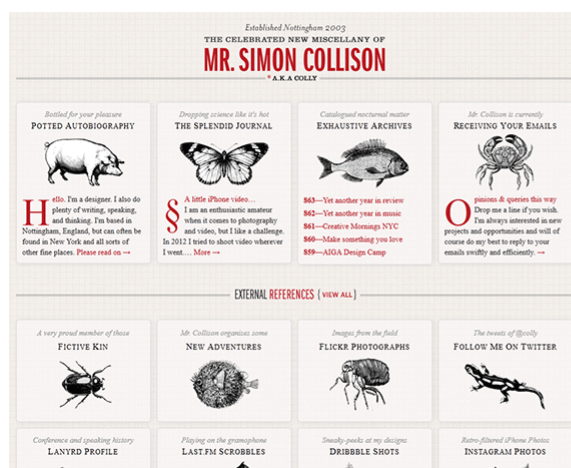 Established Nottingham 2003
THE CELEBRATED NEW MISCELLANY OF
MR. SIMON COLLISON
* A.K.A COLLY
Bottled for your pleasure
POTTED AUTOBIOGRAPHY
Hello. I'm a designer. I also do
plenty of writing, speaking,
and thinking. I'm based in
Nottingham, England, but can often be
found in New York and all sorts of
other fine places. Please read on →
Dropping science like it's hot
THE SPLENDID JOURNAL
§ A little iPhone video…
I am an enthusiastic amateur
when it comes to photography
and video, but I like a challenge.
In 2012 I tried to shoot video wherever
I went.… More →
Catalogued nocturnal matter
EXHAUSTIVE ARCHIVES
863—Yet another year in review
862—Yet another year in music
861—Creative Mornings NYC
860—Make something you love
859—AIGA Design Camp
Mr. Collison is currently
RECEIVING YOUR EMAILS
Opinions & queries this way
Drop me a line if you wish.
I'm always interested in new
projects and opportunities and will of
course do my best to reply to your
emails swiftly and efficiently. →
EXTERNAL REFERENCES { VIEW ALL }
A very proud member of those
FICTIVE KIN
Mr. Collison organises some
NEW ADVENTURES
Images from the field
FLICKR PHOTOGRAPHS
The tweets of @colly
FOLLOW ME ON TWITTER
Conference and speaking history
LANYRD PROFILE
Playing on the gramophone
LAST.FM SCROBBLES
Sneaky-peeks at my designs
DRIBBBLE SHOTS
Retro-filtered iPhone Photos
INSTAGRAM PHOTOS